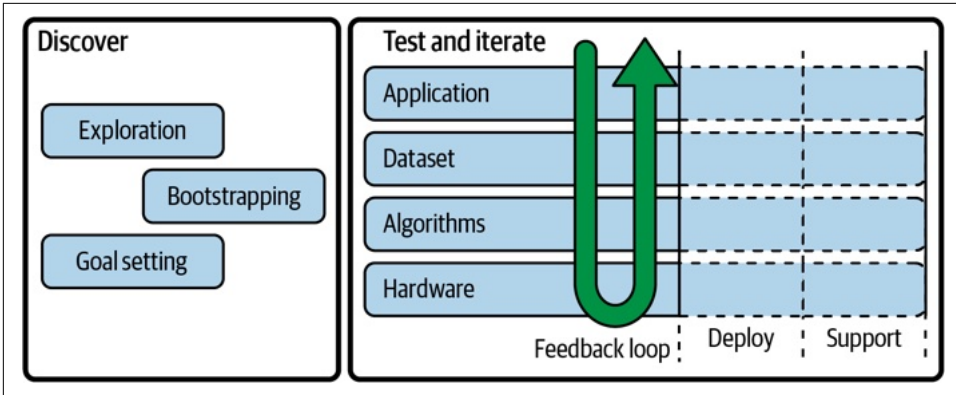 Discover
Exploration
Bootstrapping
Goal setting
Test and iterate
Application
Dataset
Algorithms
Hardware
Feedback loop
Deploy
Support